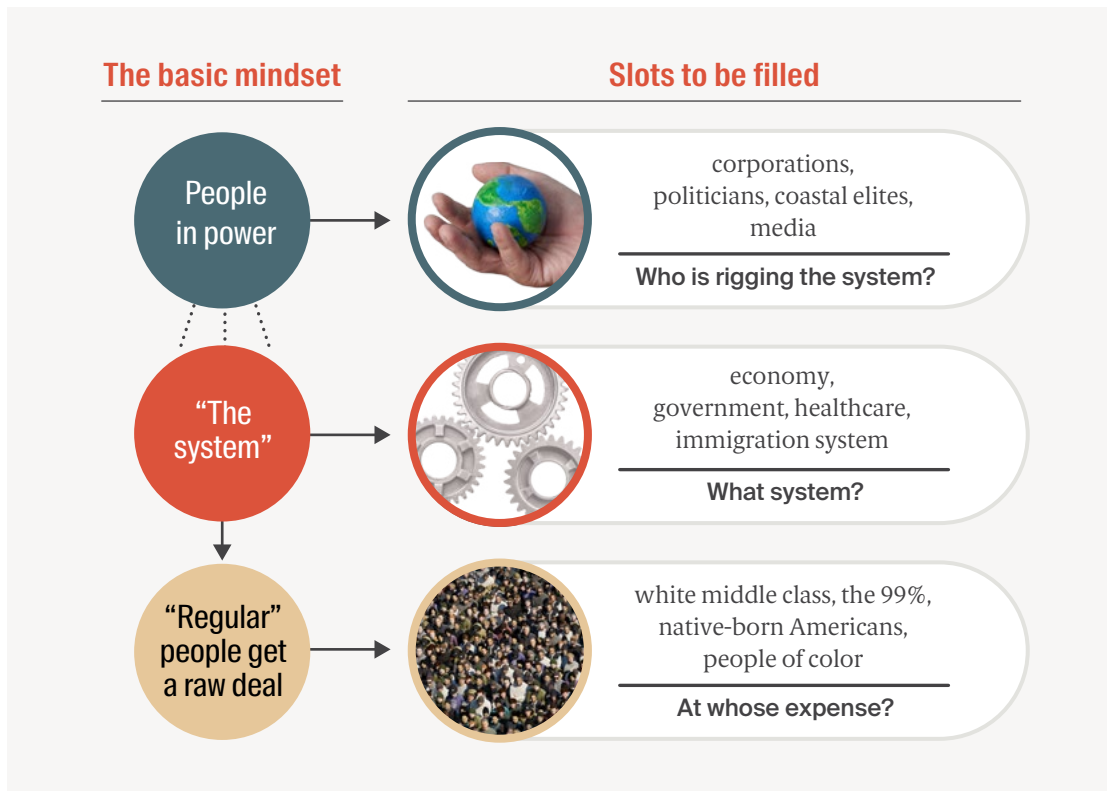 The basic mindset
Slots to be filled
People
in power
corporations,
politicians, coastal elites,
media
Who is rigging the system?
“The
system”
economy,
government, healthcare,
immigration system
What system?
“Regular”
people get
a raw deal
white middle class, the 99%,
native-born Americans,
people of color
At whose expense?